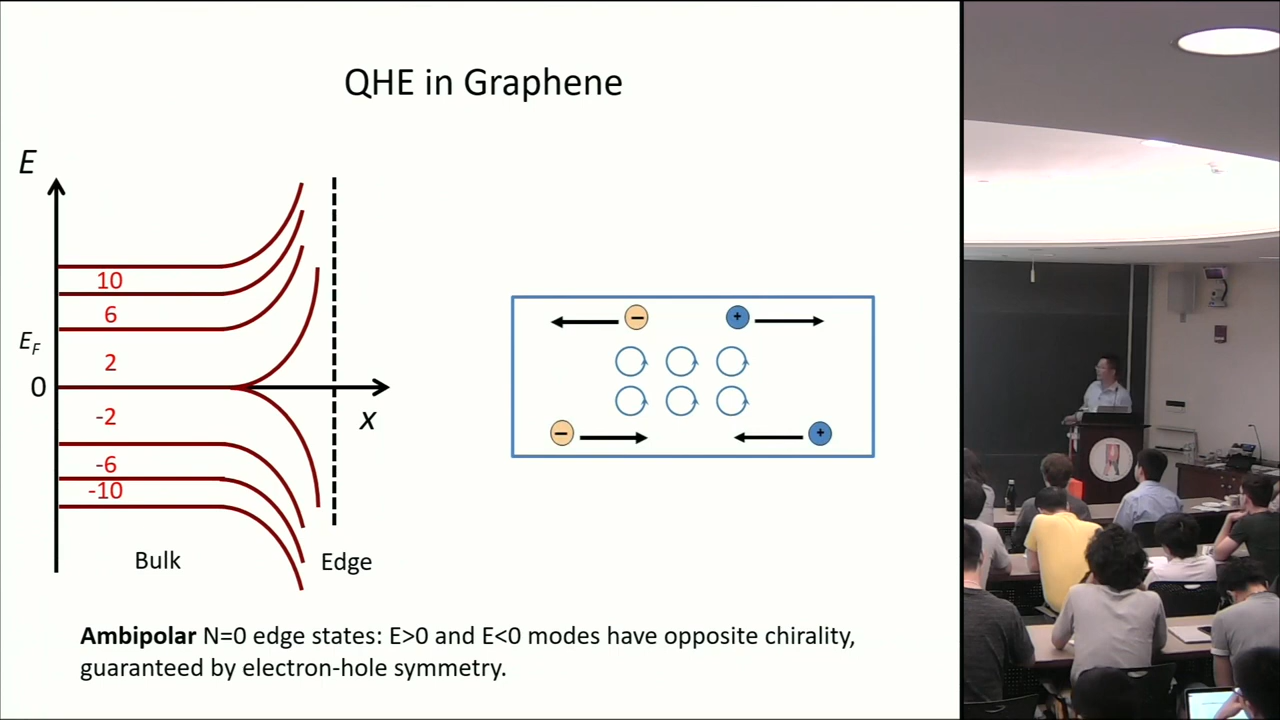 QHE in Graphene
E
10
6
E_F
2
0
x
-2
-6
-10
Bulk
Edge
−
+
−
+
Ambipolar N=0 edge states: E>0 and E<0 modes have opposite chirality,
guaranteed by electron-hole symmetry.